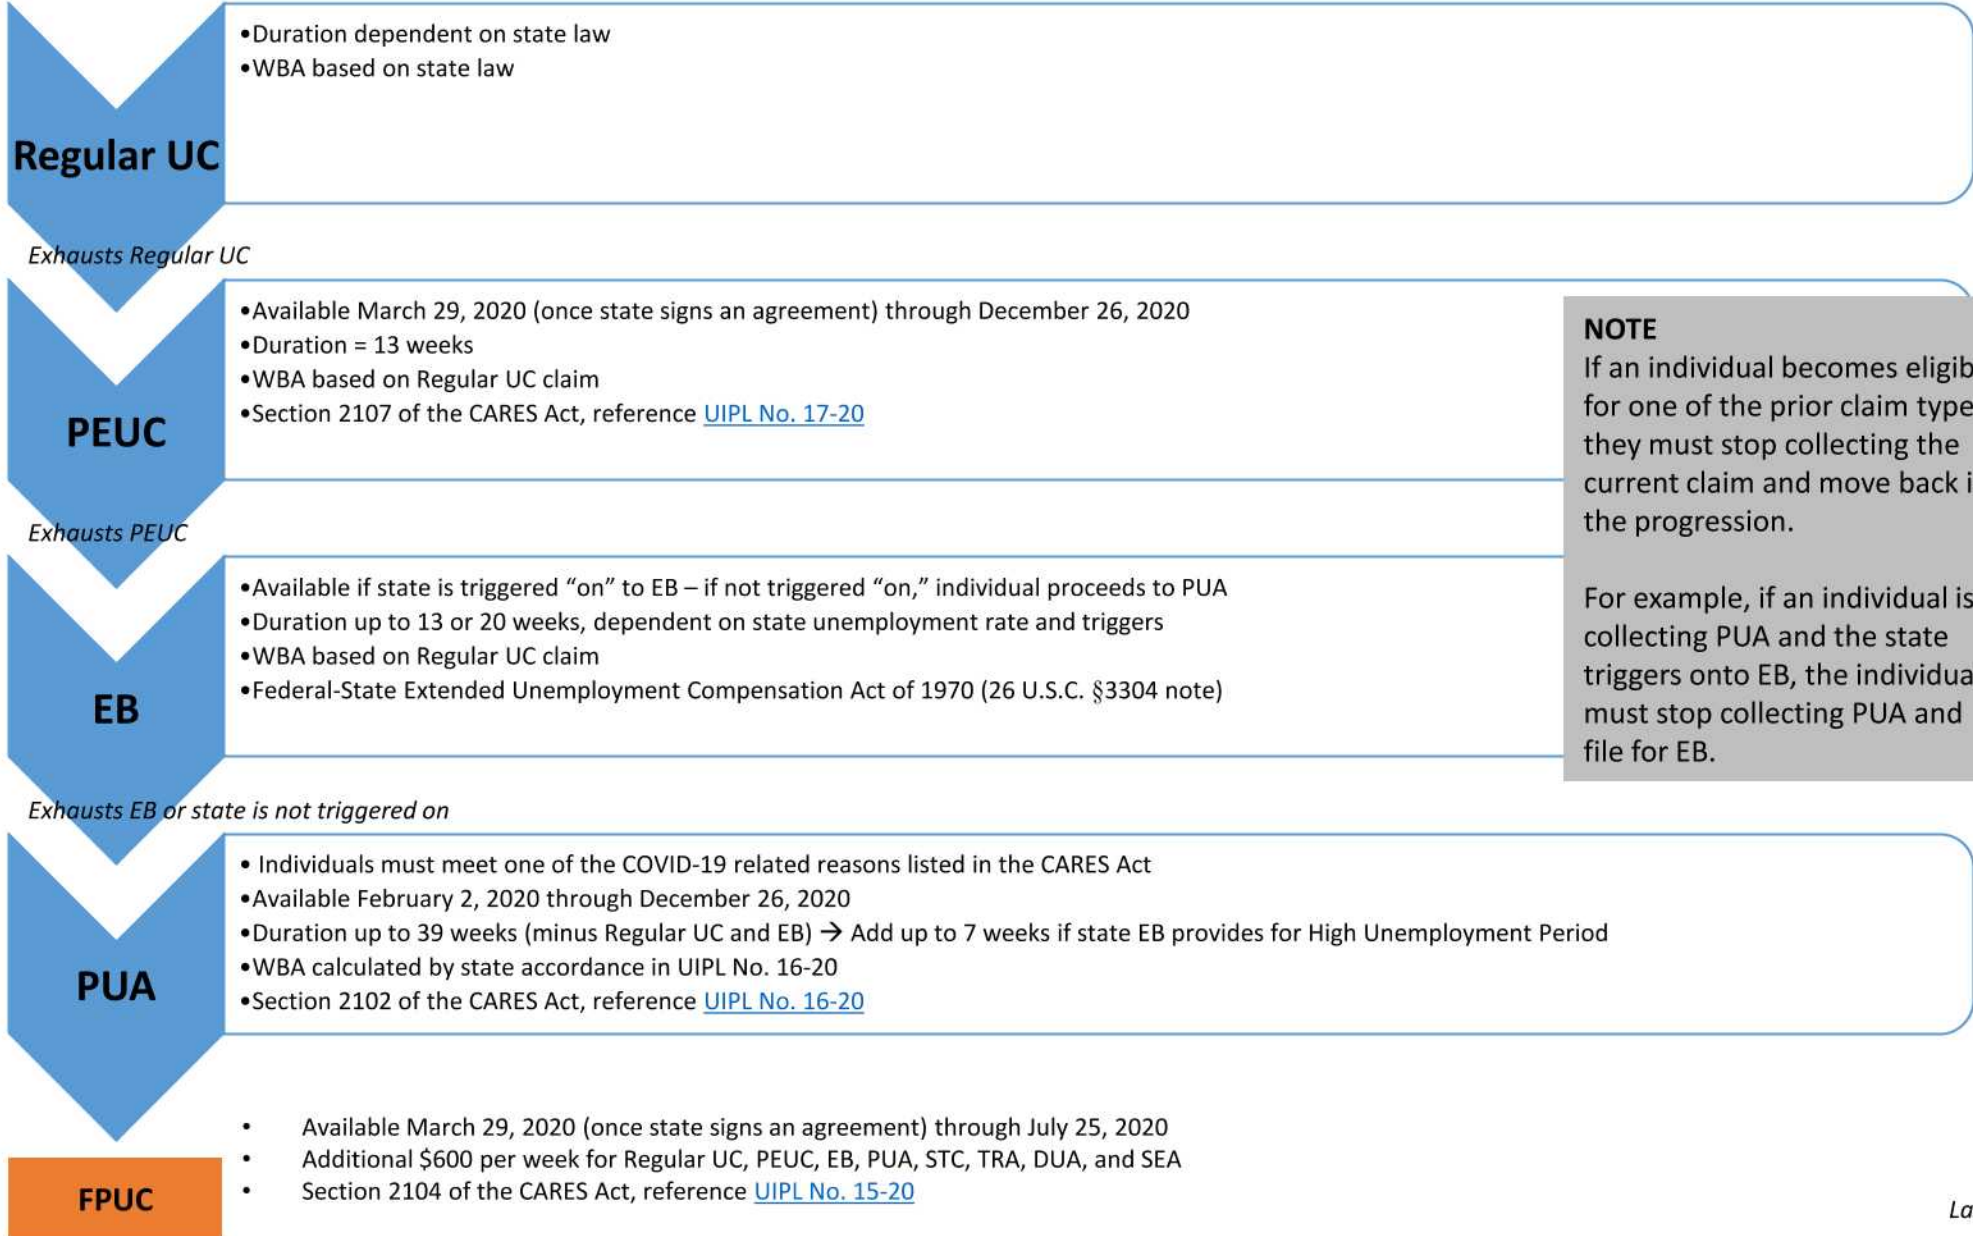 •Duration dependent on state law
•WBA based on state law
Regular UC
Exhausts Regular UC
•Available March 29, 2020 (once state signs an agreement) through December 26, 2020
•Duration = 13 weeks
•WBA based on Regular UC claim
•Section 2107 of the CARES Act, reference UIPL No. 17-20
PEUC
Exhausts PEUC
•Available if state is triggered “on” to EB – if not triggered “on,” individual proceeds to PUA
•Duration up to 13 or 20 weeks, dependent on state unemployment rate and triggers
•WBA based on Regular UC claim
•Federal-State Extended Unemployment Compensation Act of 1970 (26 U.S.C. §3304 note)
EB
NOTE
If an individual becomes eligib
for one of the prior claim type
they must stop collecting the
current claim and move back i
the progression.
For example, if an individual is
collecting PUA and the state
triggers onto EB, the individua
must stop collecting PUA and
file for EB.
Exhausts EB or state is not triggered on
• Individuals must meet one of the COVID-19 related reasons listed in the CARES Act
•Available February 2, 2020 through December 26, 2020
•Duration up to 39 weeks (minus Regular UC and EB) → Add up to 7 weeks if state EB provides for High Unemployment Period
•WBA calculated by state accordance in UIPL No. 16-20
•Section 2102 of the CARES Act, reference UIPL No. 16-20
PUA
• Available March 29, 2020 (once state signs an agreement) through July 25, 2020
• Additional $600 per week for Regular UC, PEUC, EB, PUA, STC, TRA, DUA, and SEA
• Section 2104 of the CARES Act, reference UIPL No. 15-20
FPUC
La